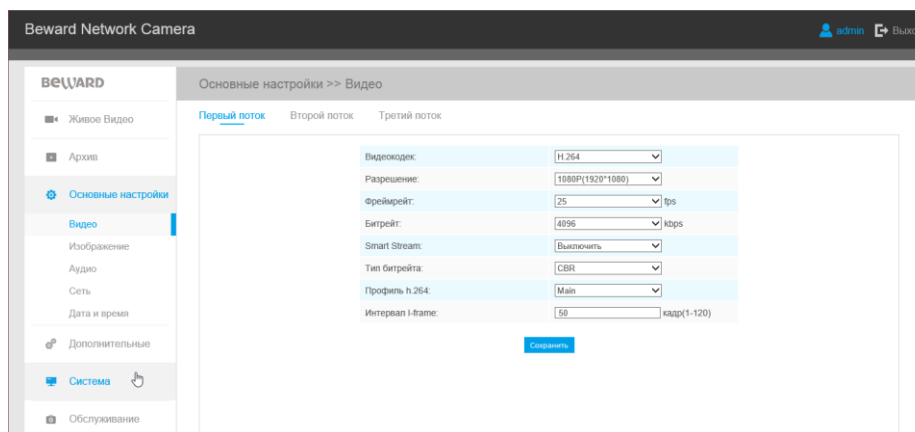 Beward Network Camera
admin
BEWARD
Основные настройки >> Видео
Живое Видео
Первый поток Второй поток Третий поток
Архив
Видеокодек: H.264
Разрешение: 1080P(1920*1080)
Основные настройки
Фреймрейт: 25 fps
Видео
Битрейт: 4096 kbps
Изображение
Smart Stream: Выключить
Аудио
Тип битрейта: CBR
Сеть
Профиль h.264: Main
Дата и время
Интервал I-frame: 50 кадр(1-120)
Дополнительные
Сохранить
Система
Обслуживание